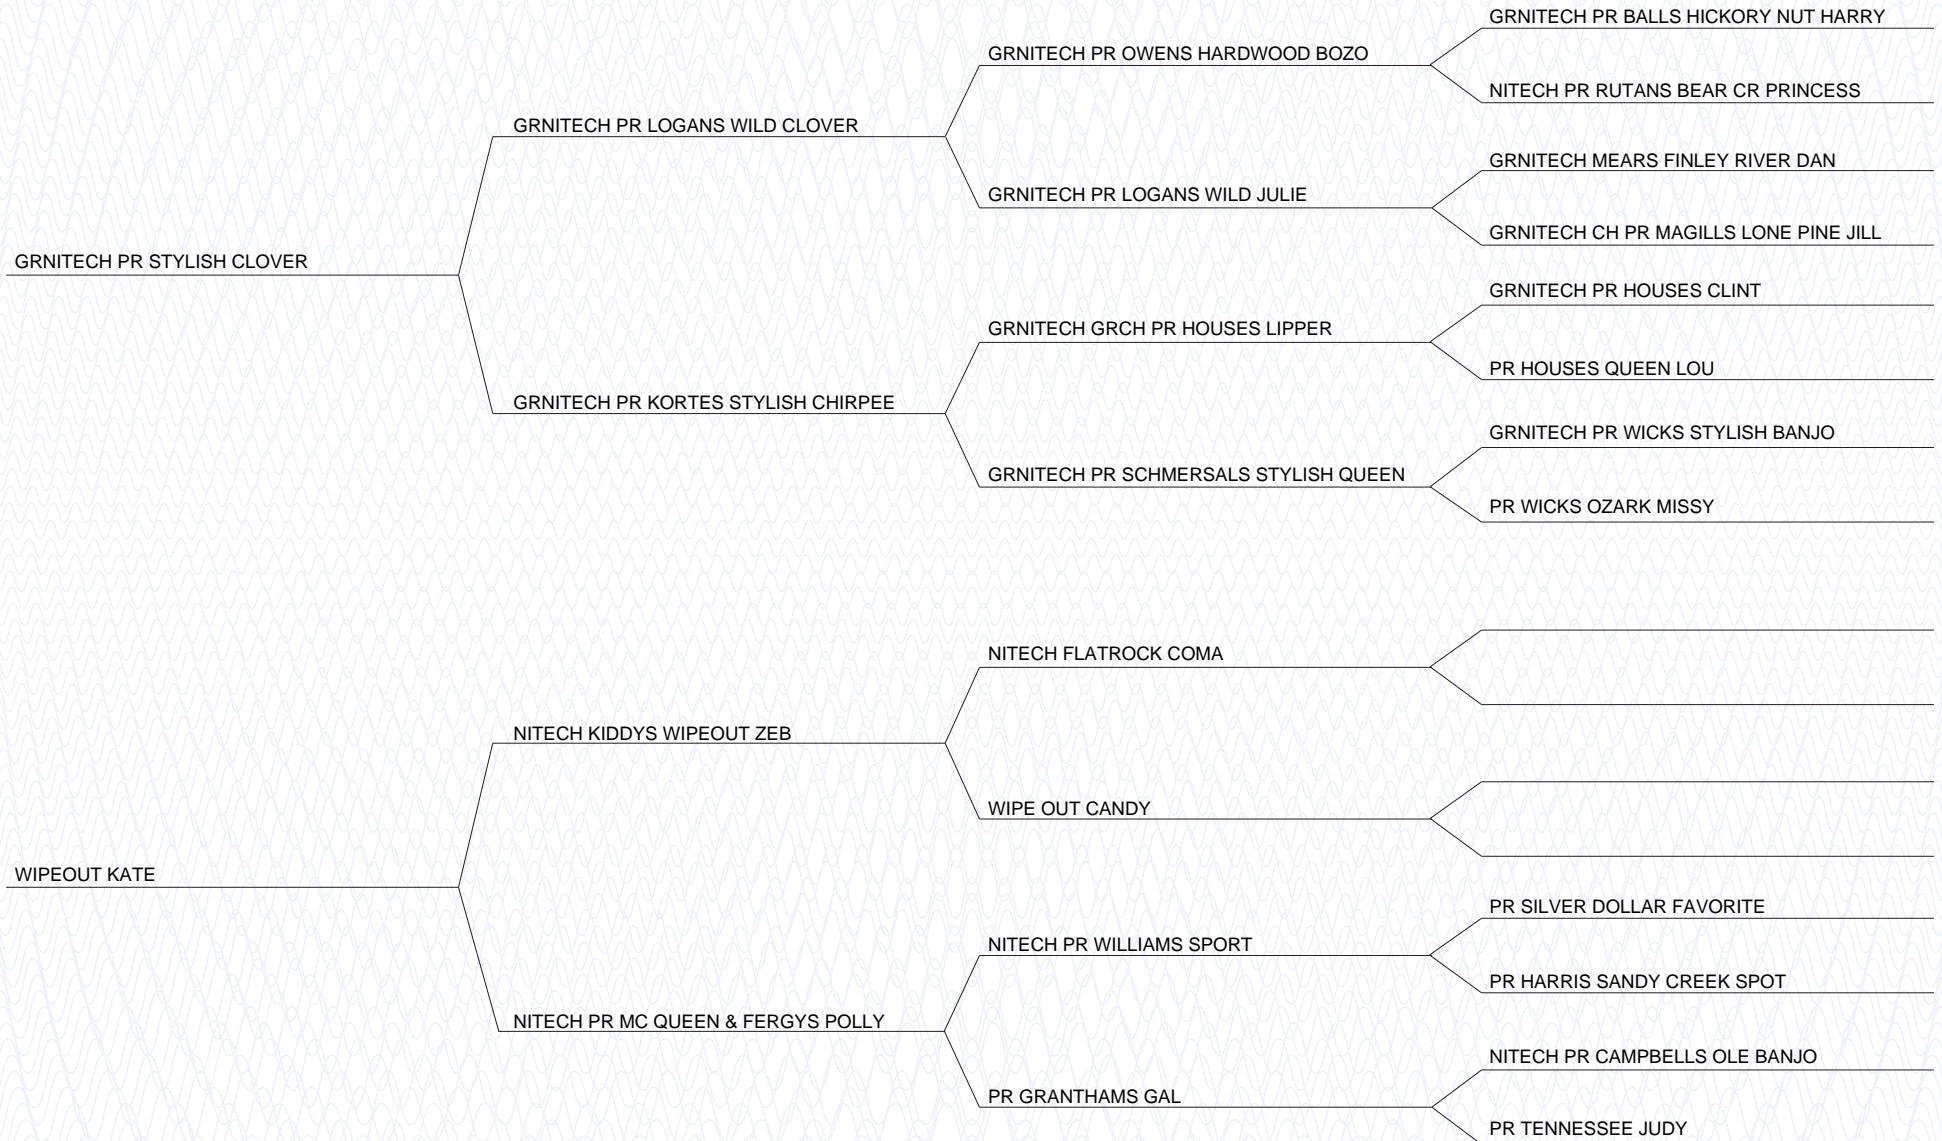 GRNITECH PR BALLS HICKORY NUT HARRY
GRNITECH PR OWENS HARDWOOD BOZO
NITECH PR RUTANS BEAR CR PRINCESS
GRNITECH PR LOGANS WILD CLOVER
GRNITECH MEARS FINLEY RIVER DAN
GRNITECH PR LOGANS WILD JULIE
GRNITECH CH PR MAGILLS LONE PINE JILL
GRNITECH PR STYLISH CLOVER
GRNITECH PR HOUSES CLINT
GRNITECH GRCH PR HOUSES LIPPER
PR HOUSES QUEEN LOU
GRNITECH PR KORTES STYLISH CHIRPEE
GRNITECH PR WICKS STYLISH BANJO
GRNITECH PR SCHMERSALS STYLISH QUEEN
PR WICKS OZARK MISSY
NITECH FLATROCK COMA
NITECH KIDDYS WIPEOUT ZEB
WIPE OUT CANDY
WIPEOUT KATE
PR SILVER DOLLAR FAVORITE
NITECH PR WILLIAMS SPORT
PR HARRIS SANDY CREEK SPOT
NITECH PR MC QUEEN & FERGYS POLLY
NITECH PR CAMPBELLS OLE BANJO
PR GRANTHAMS GAL
PR TENNESSEE JUDY